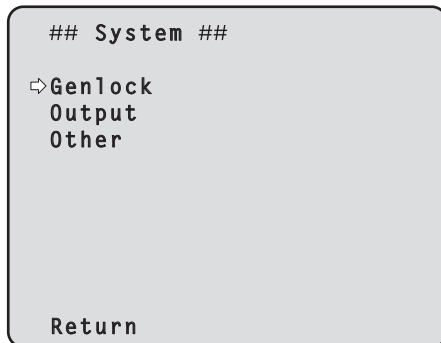 ## System ##
⇨Genlock
Output
Other
Return